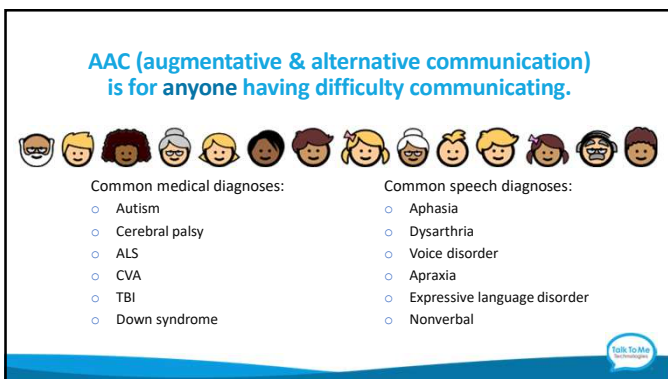 AAC (augmentative & alternative communication)
is for anyone having difficulty communicating.
Common medical diagnoses:
Autism
Cerebral palsy
ALS
CVA
TBI
Down syndrome
Common speech diagnoses:
Aphasia
Dysarthria
Voice disorder
Apraxia
Expressive language disorder
Nonverbal
Talk To Me
Technologies